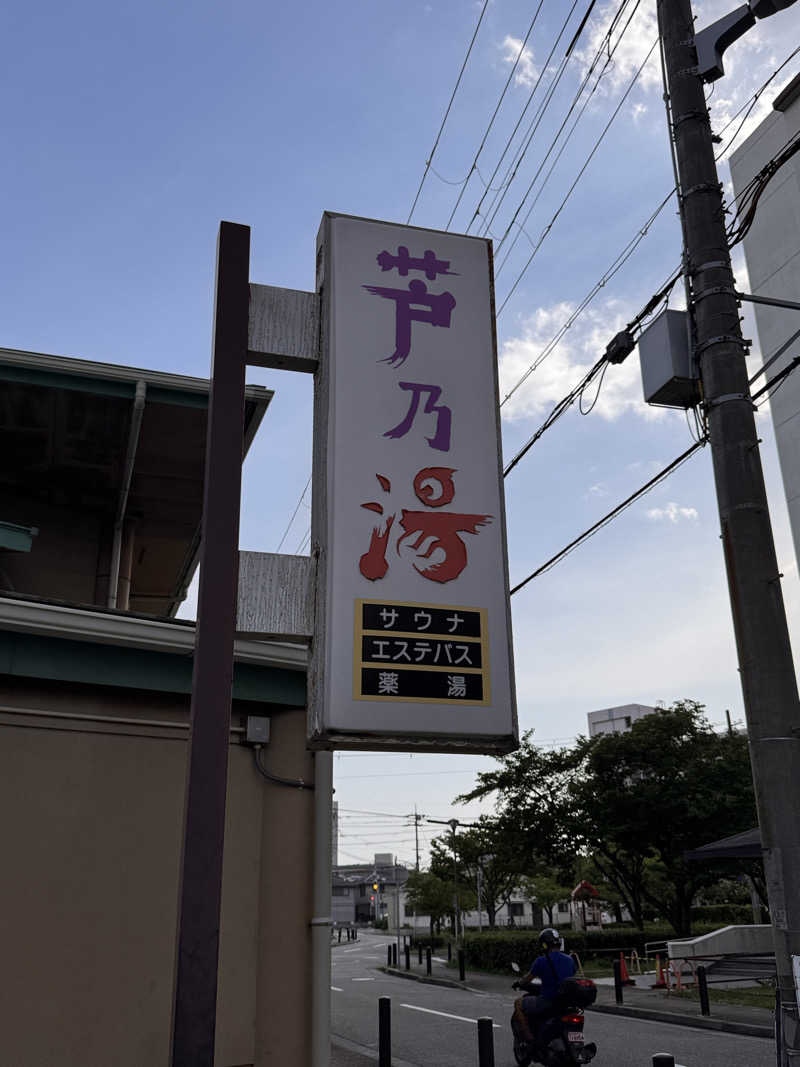 芦乃湯
サウナ
エステバス
薬 湯